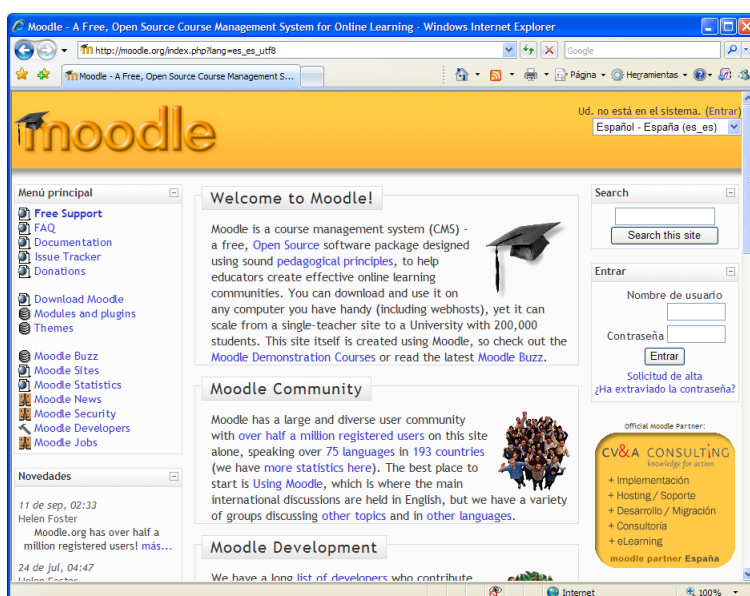 Moodle - A Free, Open Source Course Management System for Online Learning - Windows Internet Explorer
http://moodle.org/index.php?lang=es_es_utf8
Google
Moodle - A Free, Open Source Course Management S...
Página
Herramientas
moodle
Ud. no está en el sistema. (Entrar)
Español - España (es_es)
Menú principal
Free Support
FAQ
Documentation
Issue Tracker
Donations
Download Moodle
Modules and plugins
Themes
Moodle Buzz
Moodle Sites
Moodle Statistics
Moodle News
Moodle Security
Moodle Developers
Moodle Jobs
Novedades
11 de sep, 02:33
Helen Foster
Moodle.org has over half a
million registered users! más...
24 de jul, 04:47
Helen Foster
Welcome to Moodle!
Moodle is a course management system (CMS) -
a free, Open Source software package designed
using sound pedagogical principles, to help
educators create effective online learning
communities. You can download and use it on
any computer you have handy (including webhosts), yet it can
scale from a single-teacher site to a University with 200,000
students. This site itself is created using Moodle, so check out the
Moodle Demonstration Courses or read the latest Moodle Buzz.
Moodle Community
Moodle has a large and diverse user community
with over half a million registered users on this site
alone, speaking over 75 languages in 193 countries
(we have more statistics here). The best place to
start is Using Moodle, which is where the main
international discussions are held in English, but we have a variety
of groups discussing other topics and in other languages.
Moodle Development
We have a long list of developers who contribute
Search
Search this site
Entrar
Nombre de usuario
Contraseña
Entrar
Solicitud de alta
¿Ha extraviado la contraseña?
Official Moodle Partner:
CV&A CONSULTiNG
knowledge for action
+ Implementación
+ Hosting / Soporte
+ Desarrollo / Migración
+ Consultoría
+ eLearning
moodle partner España
Internet
100%